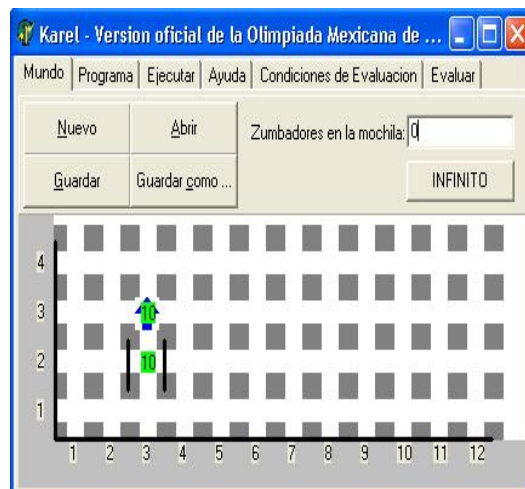 Karel - Version oficial de la Olimpiada Mexicana de ...
Mundo Programa Ejecutar Ayuda Condiciones de Evaluacion Evaluar
Nuevo Abrir Zumbadores en la mochila: 0
Guardar Guardar como ... INFINITO
4
3 10
2 10
1
1 2 3 4 5 6 7 8 9 10 11 12